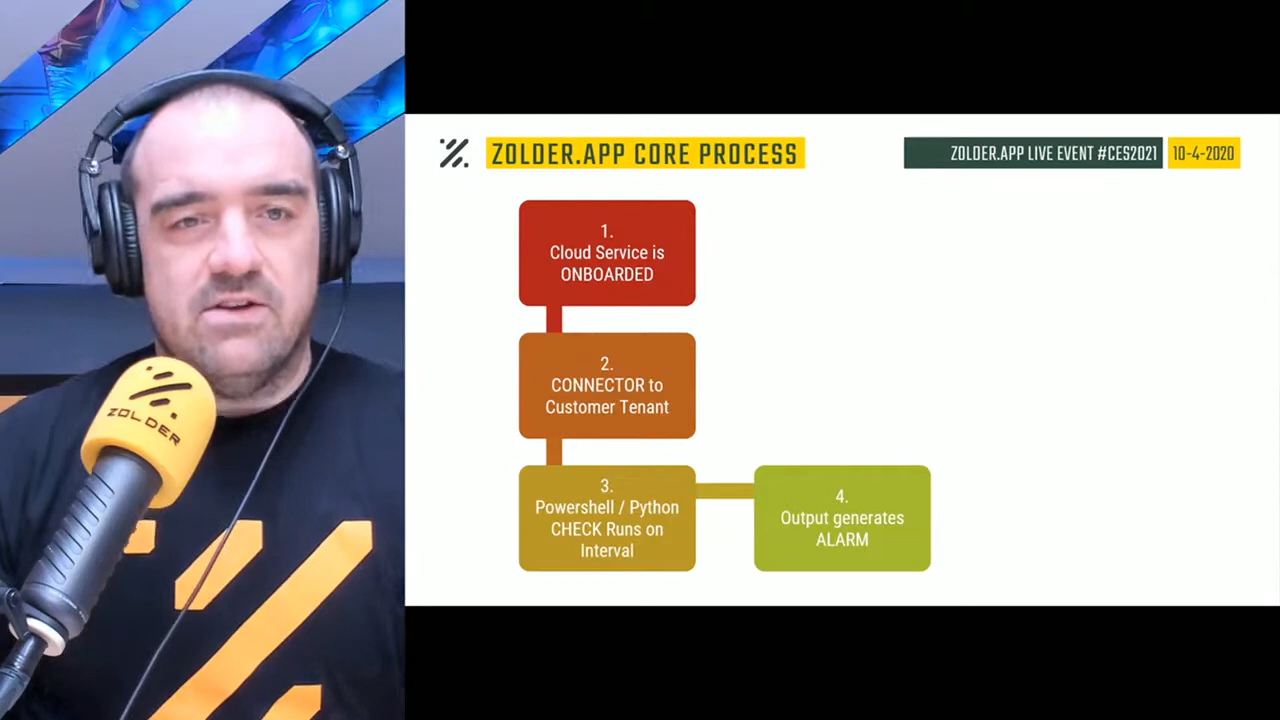 ZOLDER
ZOLDER.APP CORE PROCESS
ZOLDER.APP LIVE EVENT #CES2021
10-4-2020
1.
Cloud Service is
ONBOARDED
2.
CONNECTOR to
Customer Tenant
3.
Powershell / Python
CHECK Runs on
Interval
4.
Output generates
ALARM